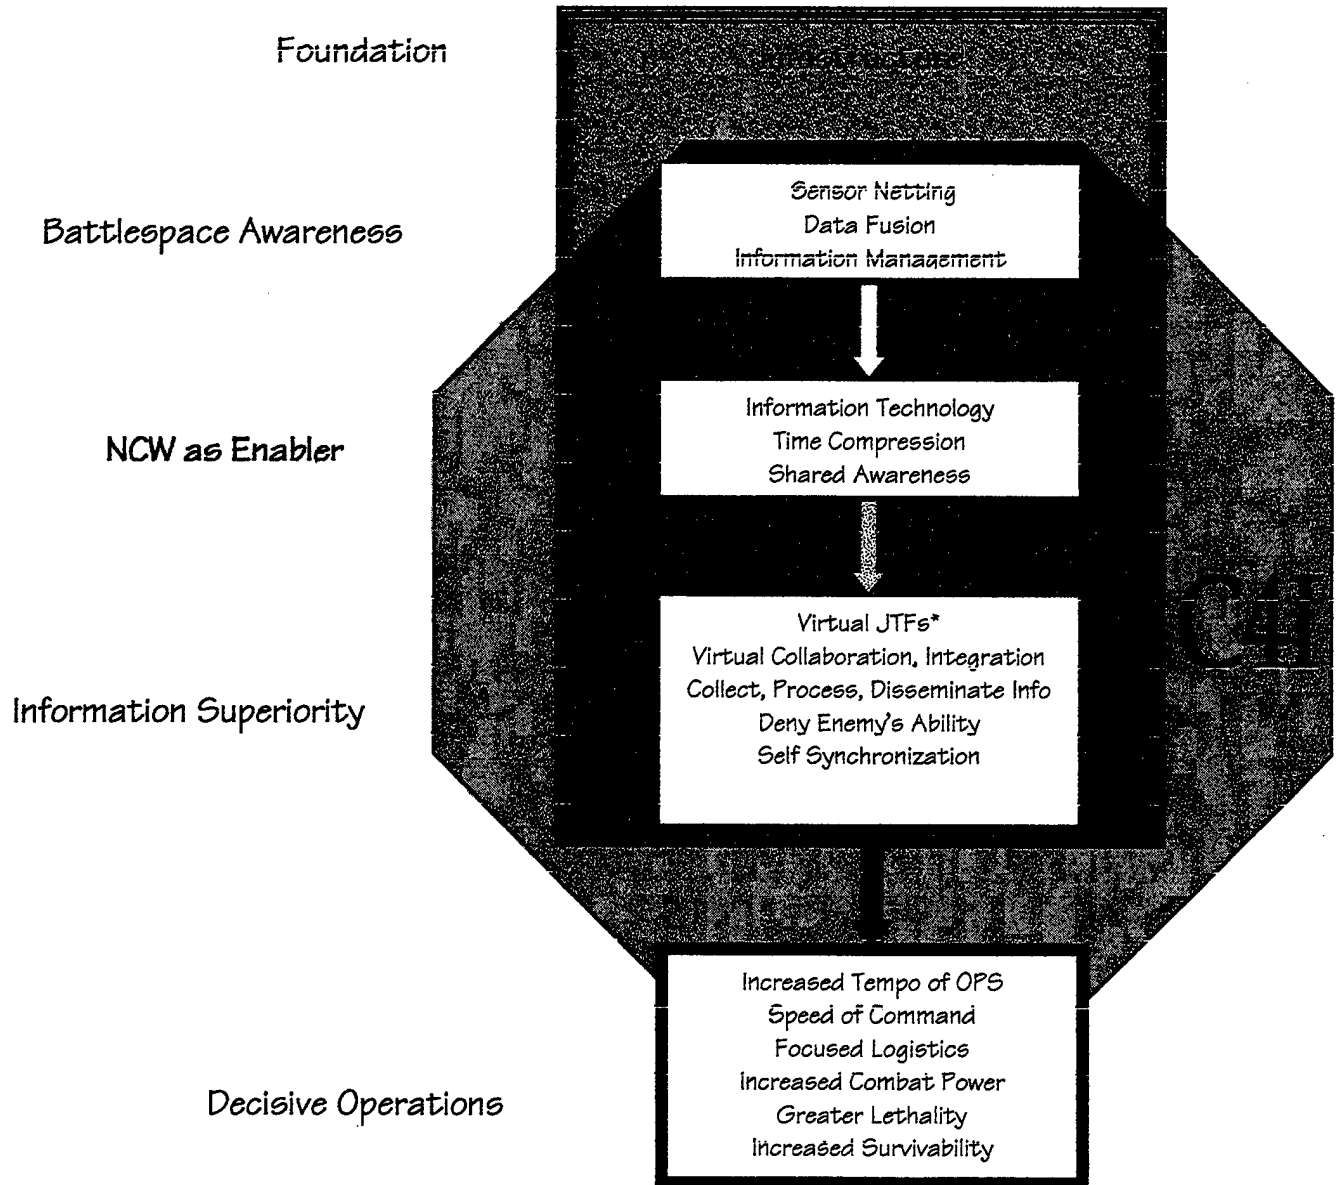 Foundation
Infostructure
Battlespace Awareness
Sensor Netting
Data Fusion
Information Management
NCW as Enabler
Information Technology
Time Compression
Shared Awareness
C4I
Information Superiority
Virtual JTFs*
Virtual Collaboration, Integration
Collect, Process, Disseminate Info
Deny Enemy's Ability
Self Synchronization
Decisive Operations
Increased Tempo of OPS
Speed of Command
Focused Logistics
Increased Combat Power
Greater Lethality
Increased Survivability